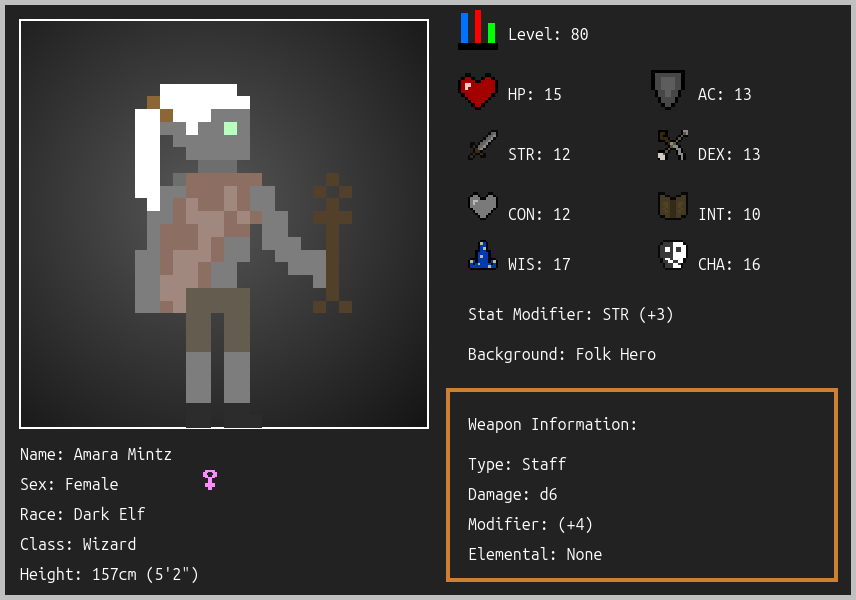 Level: 80
HP: 15
AC: 13
STR: 12
DEX: 13
CON: 12
INT: 10
WIS: 17
CHA: 16
Stat Modifier: STR (+3)
Background: Folk Hero
Weapon Information:
Type: Staff
Damage: d6
Modifier: (+4)
Elemental: None
Name: Amara Mintz
Sex: Female
Race: Dark Elf
Class: Wizard
Height: 157cm (5'2")